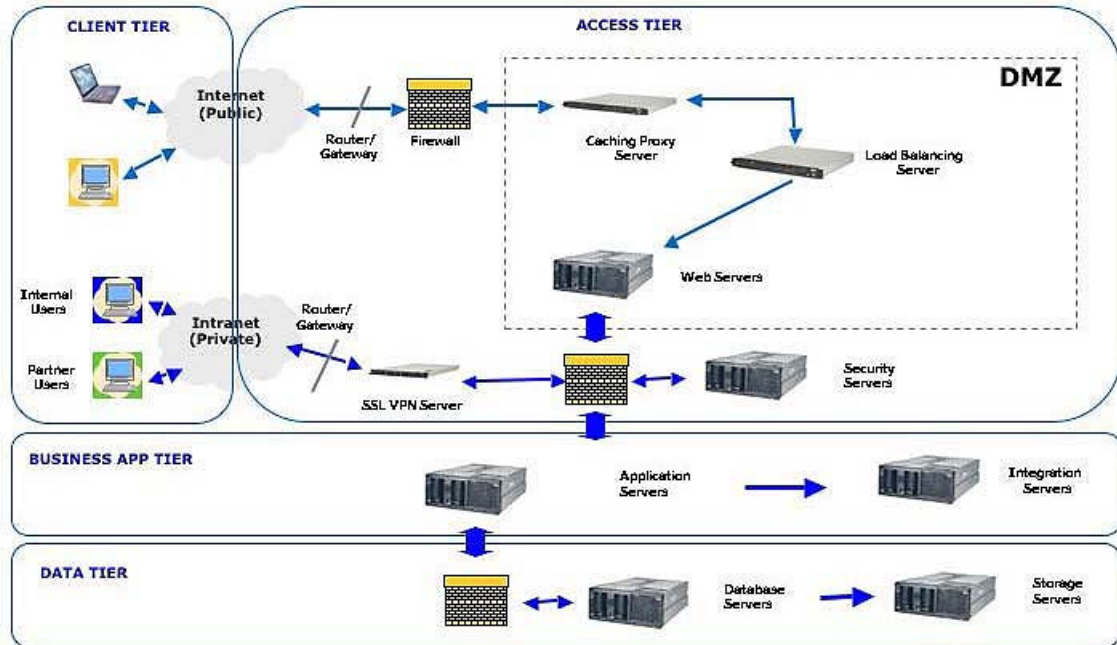 CLIENT TIER
ACCESS TIER
DMZ
Internet
(Public)
Router/
Gateway
Firewall
Caching Proxy
Server
Load Balancing
Server
Web Servers
Internal
Users
Intranet
(Private)
Router/
Gateway
Partner
Users
SSL VPN Server
Security
Servers
BUSINESS APP TIER
Application
Servers
Integration
Servers
DATA TIER
Database
Servers
Storage
Servers